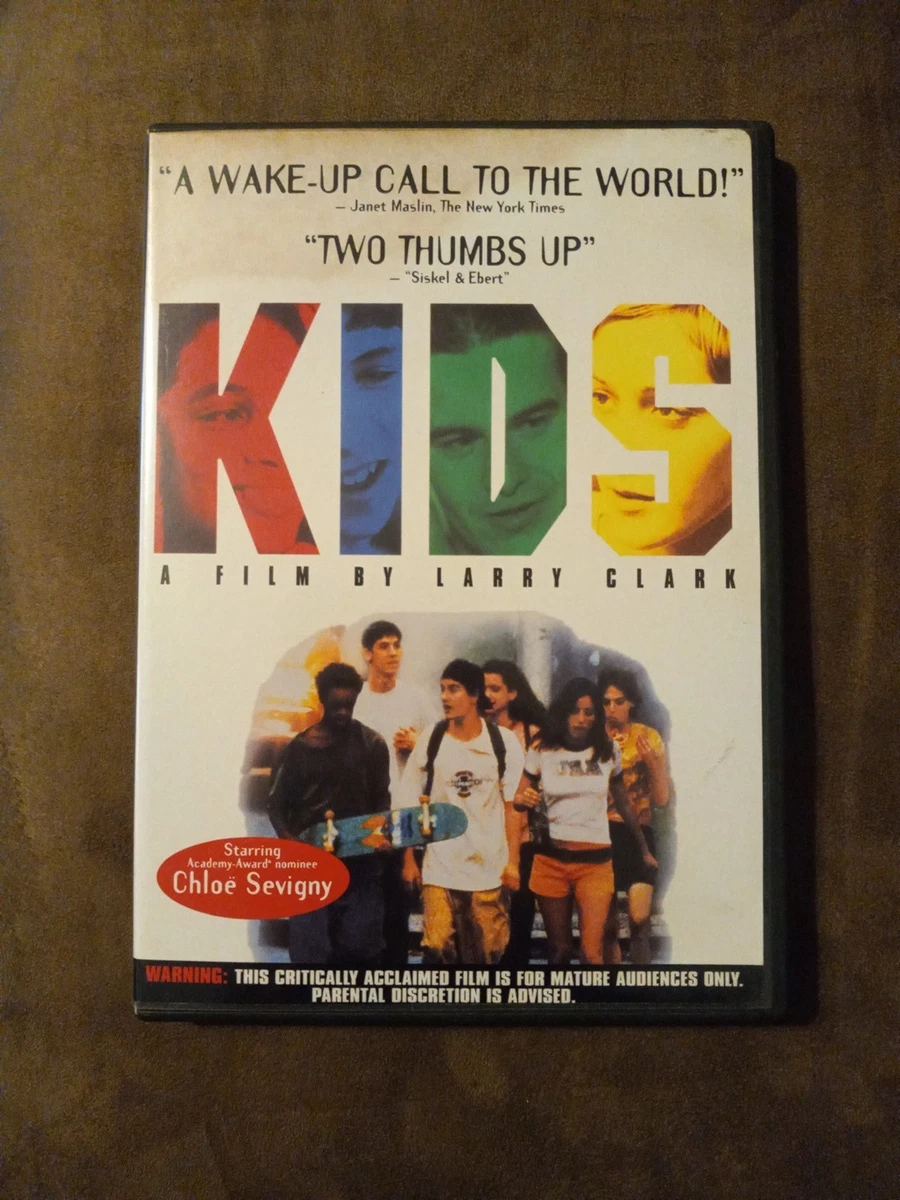 “A WAKE-UP CALL TO THE WORLD!”
– Janet Maslin, The New York Times
“TWO THUMBS UP”
– “Siskel & Ebert”
KIDS
A FILM BY LARRY CLARK
Starring
Academy-Award® nominee
Chloë Sevigny
WARNING: THIS CRITICALLY ACCLAIMED FILM IS FOR MATURE AUDIENCES ONLY.
PARENTAL DISCRETION IS ADVISED.